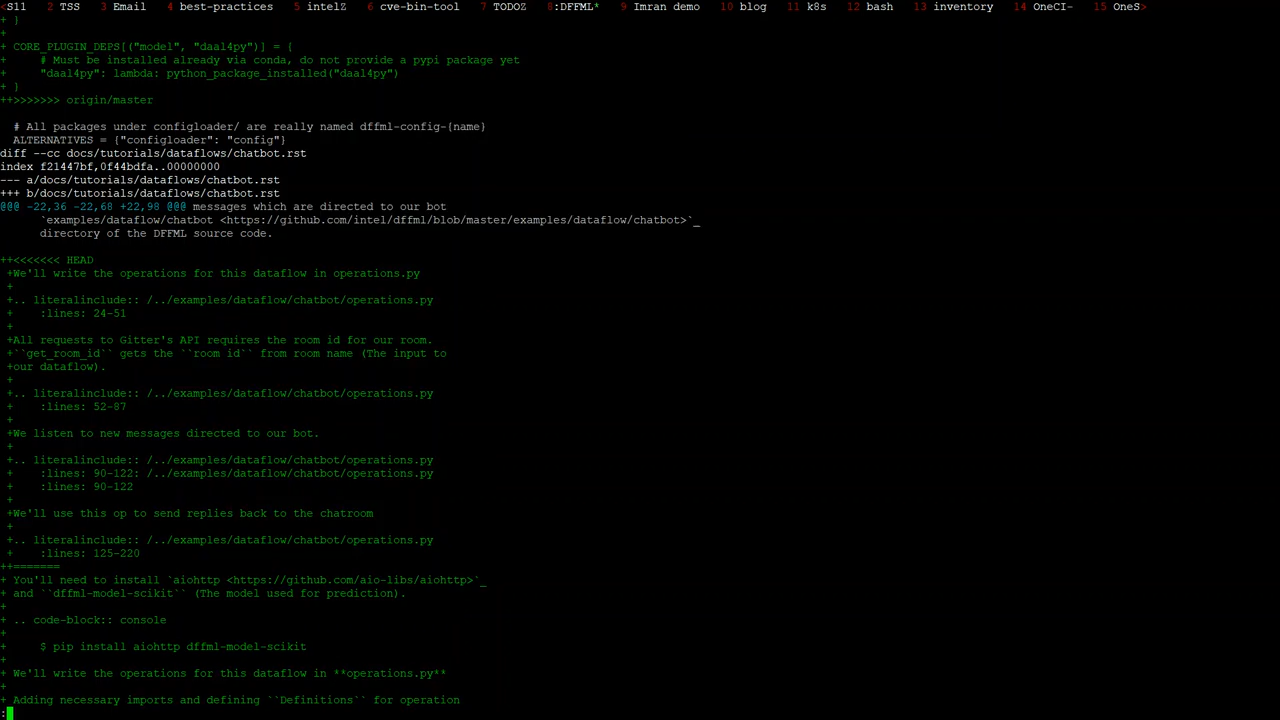 <S11   2 TSS   3 Email   4 best-practices   5 intelZ   6 cve-bin-tool   7 TODOZ   8:DFFML*   9 Imran demo   10 blog   11 k8s   12 bash   13 inventory   14 OneCI-   15 OneS>
+ }
+
+ CORE_PLUGIN_DEPS[("model", "daal4py")] = {
+     # Must be installed already via conda, do not provide a pypi package yet
+     "daal4py": lambda: python_package_installed("daal4py")
+ }
++>>>>>>> origin/master

  # All packages under configloader/ are really named dffml-config-{name}
  ALTERNATIVES = {"configloader": "config"}
diff --cc docs/tutorials/dataflows/chatbot.rst
index f21447bf,0f44bdfa..00000000
--- a/docs/tutorials/dataflows/chatbot.rst
+++ b/docs/tutorials/dataflows/chatbot.rst
@@@ -22,36 -22,68 +22,98 @@@ messages which are directed to our bot
      `examples/dataflow/chatbot <https://github.com/intel/dffml/blob/master/examples/dataflow/chatbot>`_
      directory of the DFFML source code.

++<<<<<<< HEAD
 +We'll write the operations for this dataflow in operations.py
 +
 +.. literalinclude:: /../examples/dataflow/chatbot/operations.py
 +    :lines: 24-51
 +
 +All requests to Gitter's API requires the room id for our room.
 +``get_room_id`` gets the ``room id`` from room name (The input to
 +our dataflow).
 +
 +.. literalinclude:: /../examples/dataflow/chatbot/operations.py
 +    :lines: 52-87
 +
 +We listen to new messages directed to our bot.
 +
 +.. literalinclude:: /../examples/dataflow/chatbot/operations.py
 +    :lines: 90-122: /../examples/dataflow/chatbot/operations.py
 +    :lines: 90-122
 +
 +We'll use this op to send replies back to the chatroom
 +
 +.. literalinclude:: /../examples/dataflow/chatbot/operations.py
 +    :lines: 125-220
++=======
+ You'll need to install `aiohttp <https://github.com/aio-libs/aiohttp>`_
+ and ``dffml-model-scikit`` (The model used for prediction).
+
+ .. code-block:: console
+
+     $ pip install aiohttp dffml-model-scikit
+
+ We'll write the operations for this dataflow in **operations.py**
+
+ Adding necessary imports and defining ``Definitions`` for operation
: